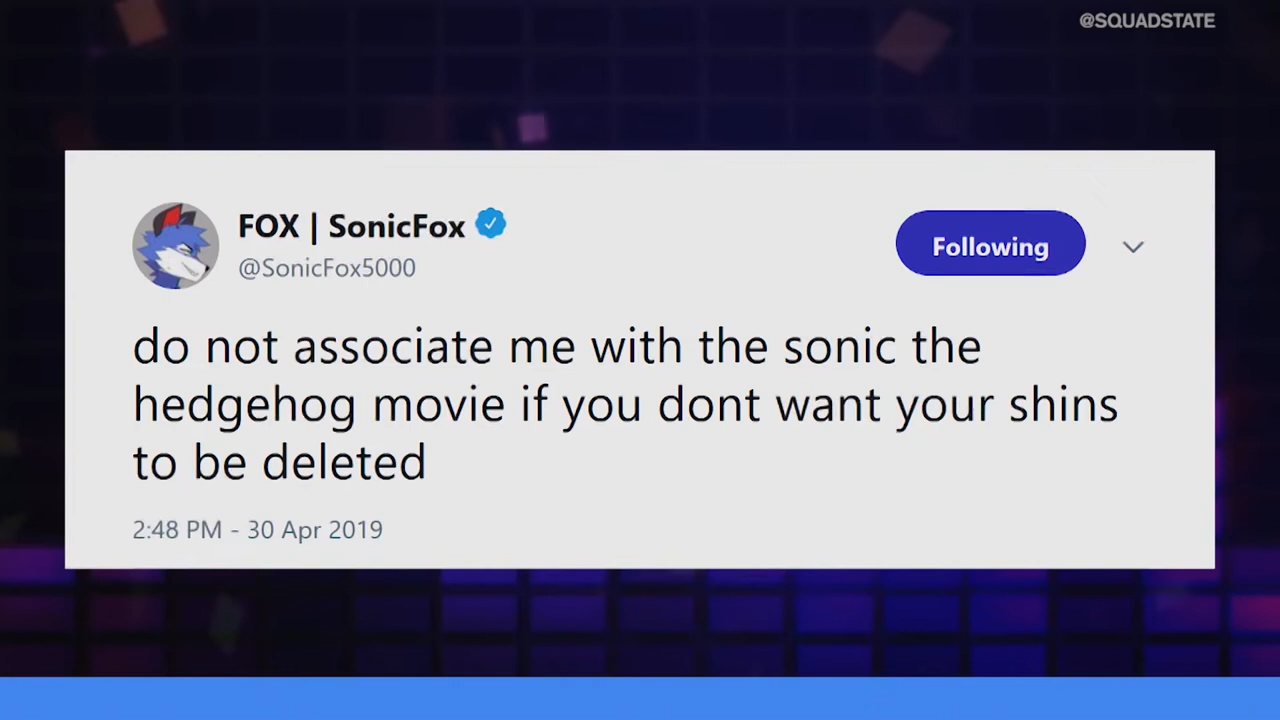 @SQUADSTATE
FOX | SonicFox
@SonicFox5000
Following
do not associate me with the sonic the
hedgehog movie if you dont want your shins
to be deleted
2:48 PM - 30 Apr 2019